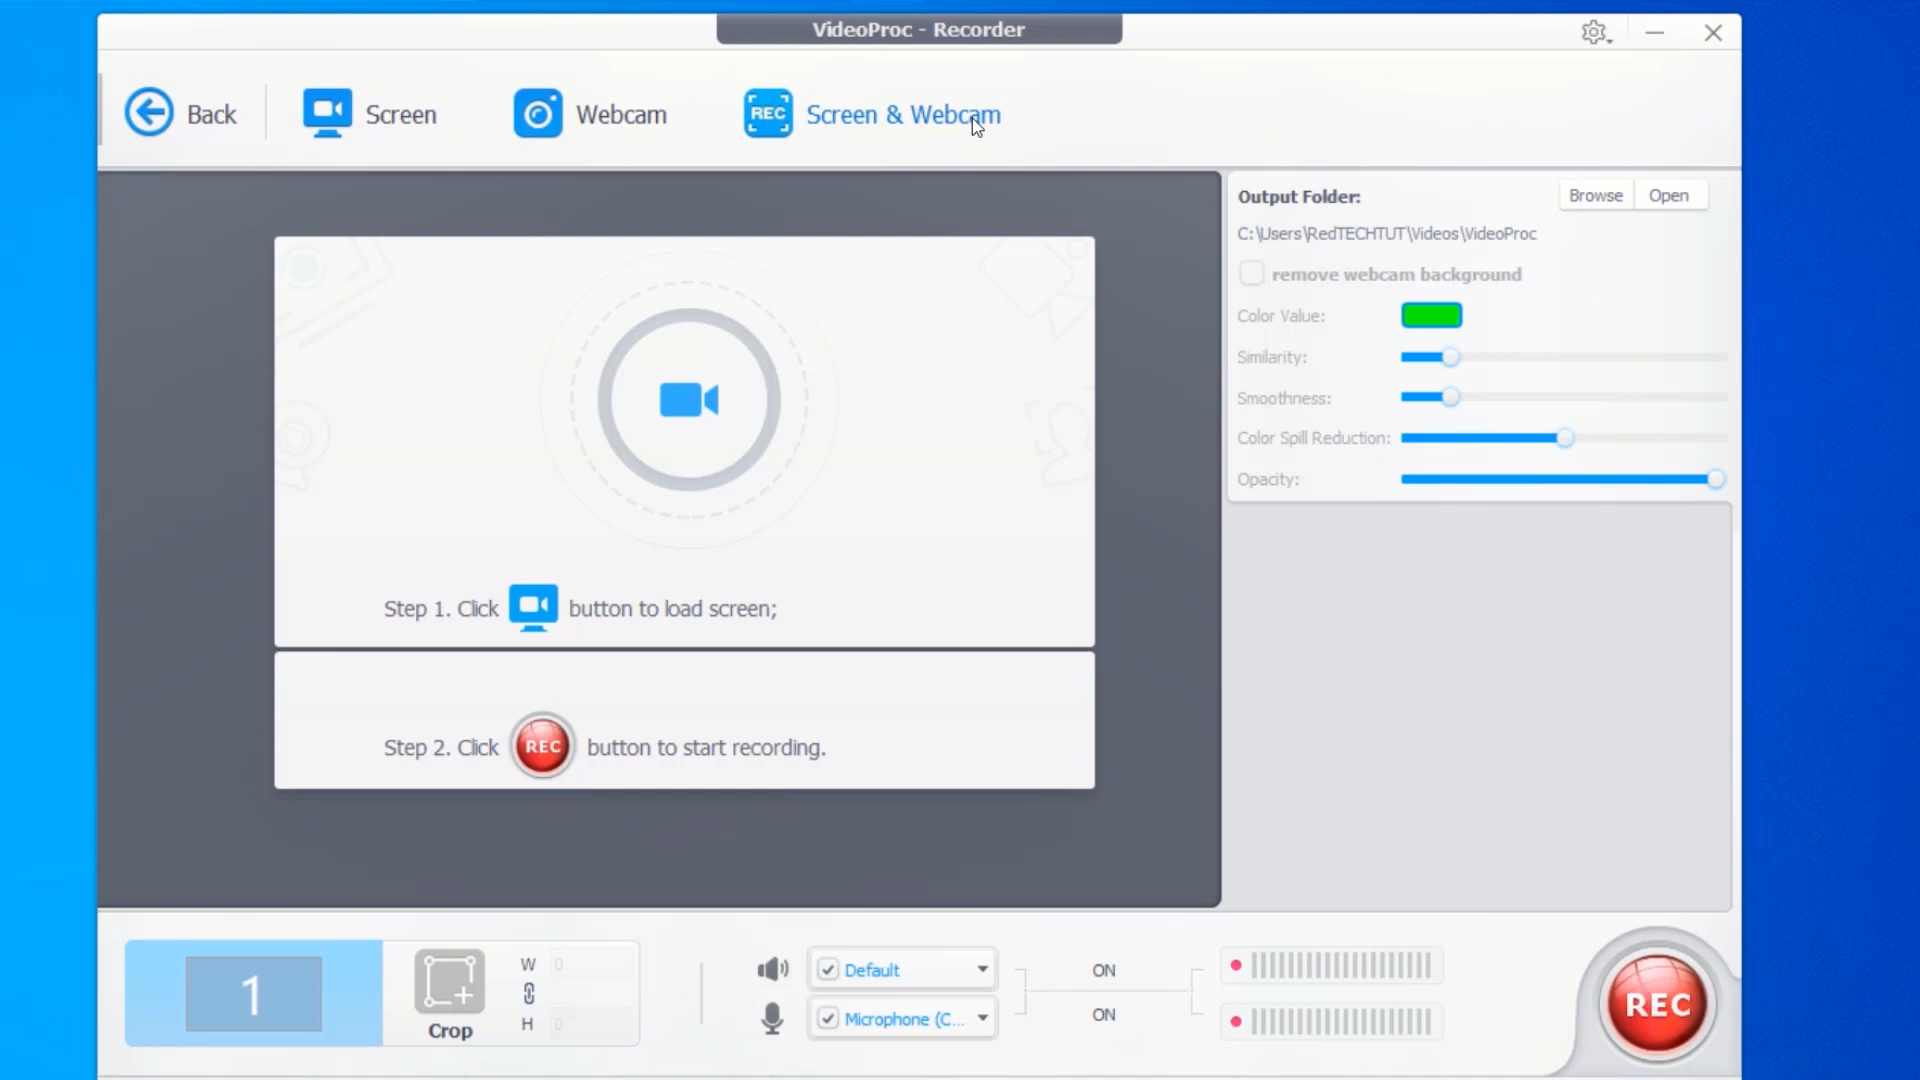 VideoProc - Recorder
Back
Screen
Webcam
REC
Screen & Webcam
Output Folder:
Browse
Open
C:\Users\RedTECHTUT\Videos\VideoProc
remove webcam background
Color Value:
Similarity:
Smoothness:
Color Spill Reduction:
Opacity:
Step 1. Click button to load screen;
Step 2. Click REC button to start recording.
1
Crop
W 0
H 0
Default
Microphone (C...
ON
ON
REC